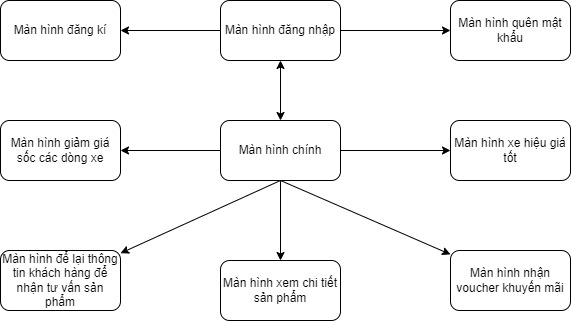 Màn hình đăng kí
Màn hình đăng nhập
Màn hình quên mật
khẩu
Màn hình giảm giá
sốc các dòng xe
Màn hình chính
Màn hình xe hiệu giá
tốt
Màn hình để lại thông
tin khách hàng để
nhận tư vấn sản
phẩm
Màn hình xem chi tiết
sản phẩm
Màn hình nhận
voucher khuyến mãi